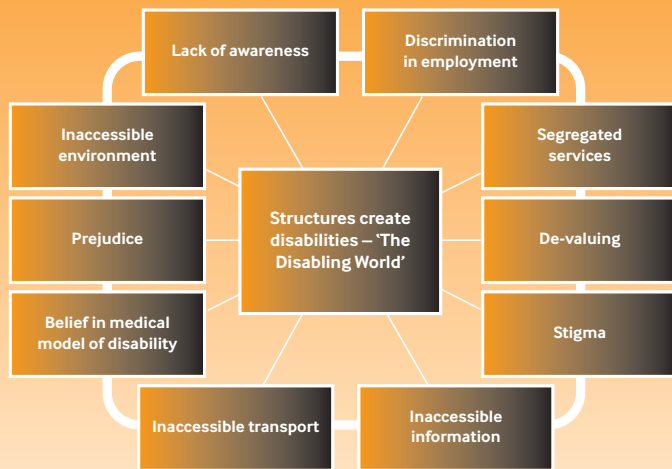 Lack of awareness
Discrimination
in employment
Inaccessible
environment
Segregated
services
Structures create
disabilities – ‘The
Disabling World’
Prejudice
De-valuing
Belief in medical
model of disability
Stigma
Inaccessible transport
Inaccessible
information